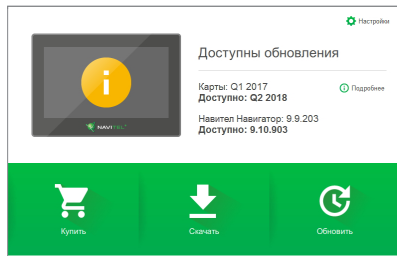 Настройки
Доступны обновления
Карты: Q1 2017
Подробнее
Доступно: Q2 2018
Навител Навигатор: 9.9.203
Доступно: 9.10.903
NAVITEL
Купить
Скачать
Обновить